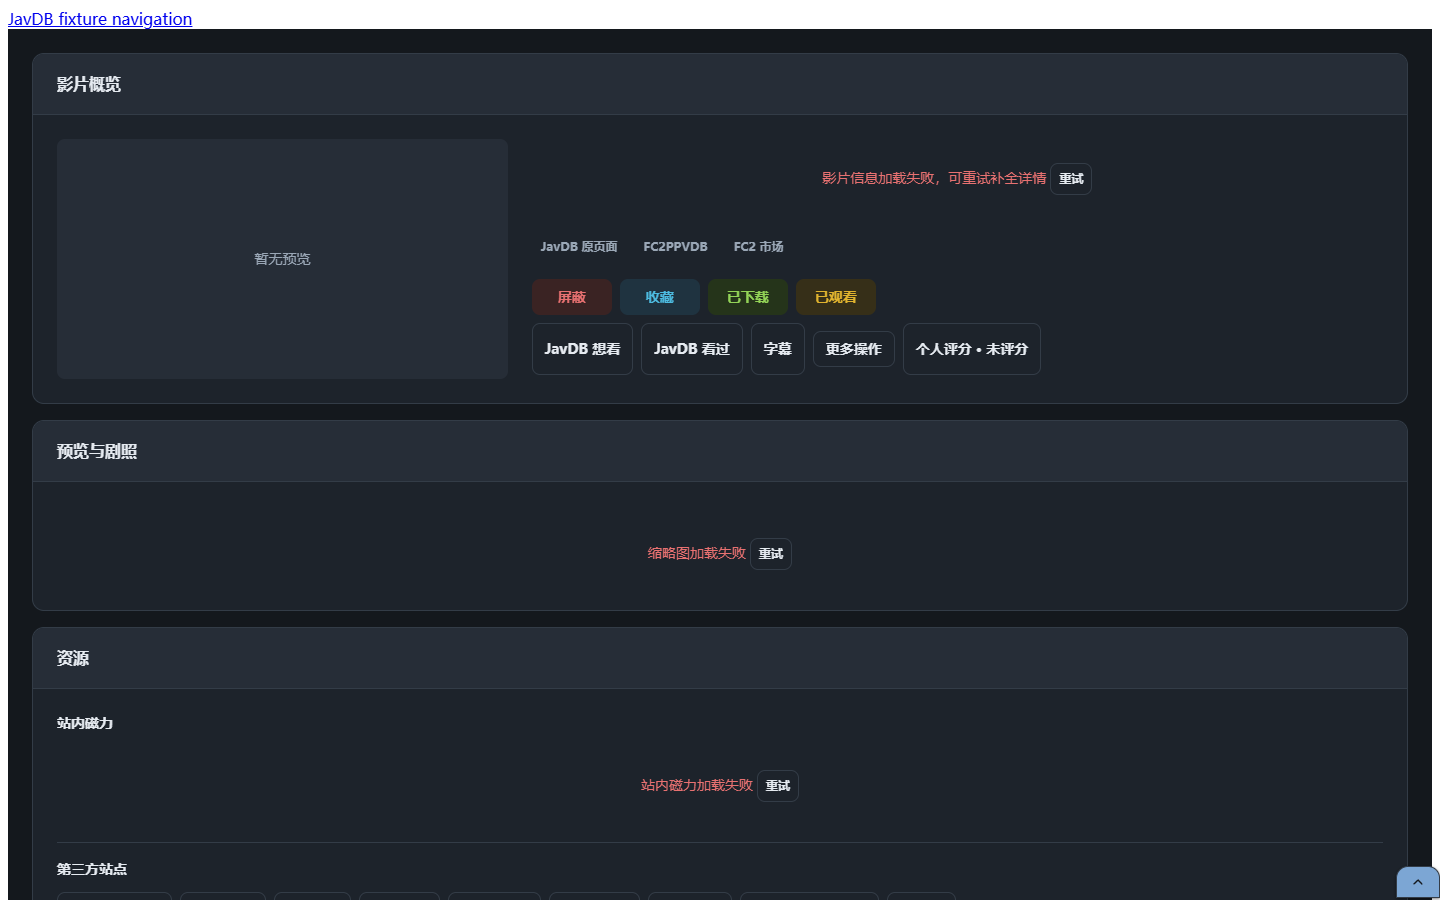 JavDB fixture navigation
影片概览
暂无预览
影片信息加载失败，可重试补全详情 重试
JavDB 原页面 FC2PPVDB FC2 市场
屏蔽 收藏 已下载 已观看
JavDB 想看 JavDB 看过 字幕 更多操作 个人评分 • 未评分
预览与剧照
缩略图加载失败 重试
资源
站内磁力
站内磁力加载失败 重试
第三方站点